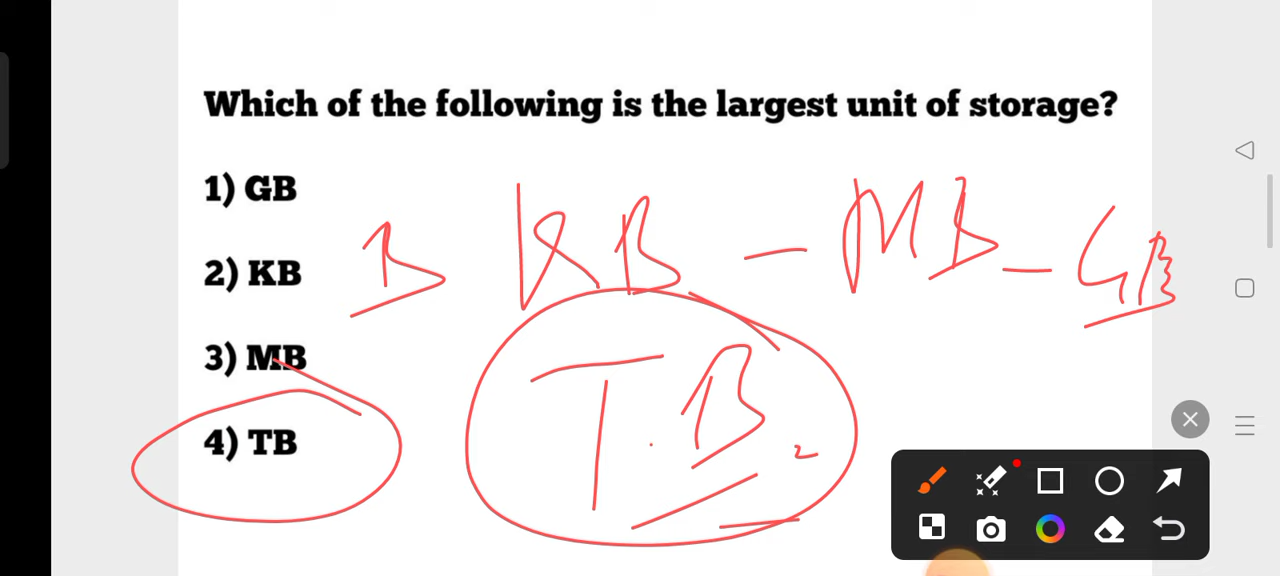 Which of the following is the largest unit of storage?
1) GB
2) KB
B KB - MB - GB
3) MB
4) TB
T.B